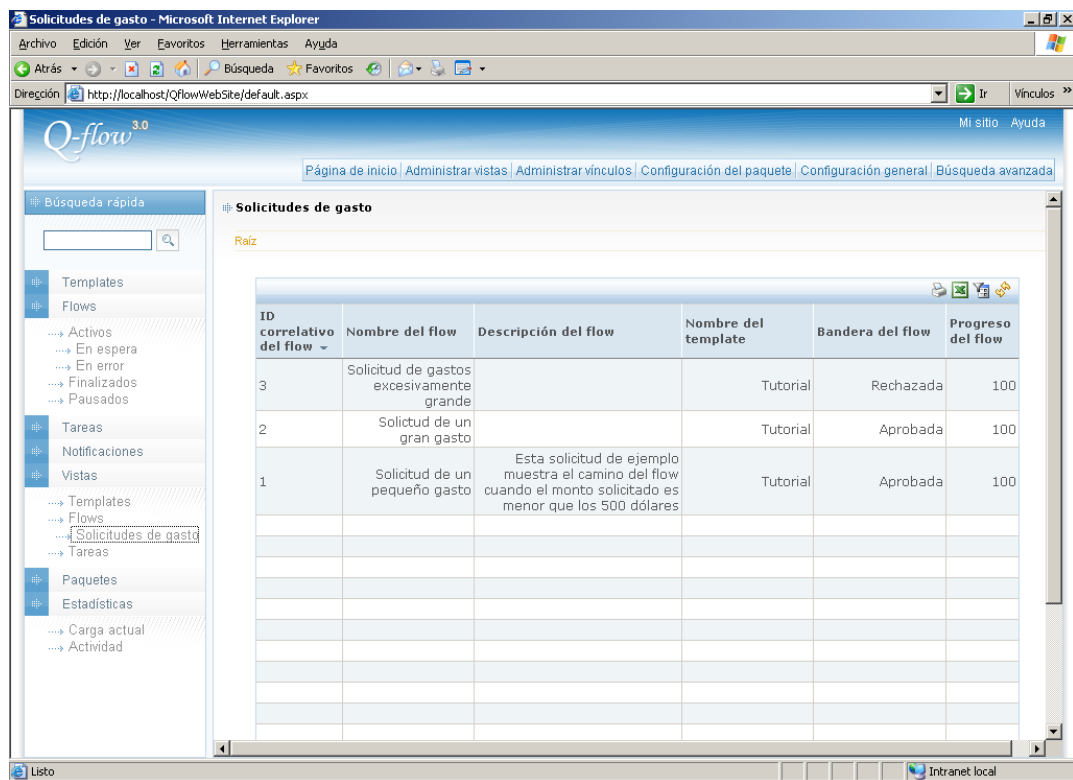 Solicitudes de gasto - Microsoft Internet Explorer
Archivo Edición Ver Favoritos Herramientas Ayuda
Atrás Búsqueda Favoritos
Dirección http://localhost/QflowWebSite/default.aspx Ir Vínculos »
Q-flow 3.0
Mi sitio Ayuda
Página de inicio Administrar vistas Administrar vínculos Configuración del paquete Configuración general Búsqueda avanzada
Búsqueda rápida
Templates
Flows
Activos
En espera
En error
Finalizados
Pausados
Tareas
Notificaciones
Vistas
Templates
Flows
Solicitudes de gasto
Tareas
Paquetes
Estadísticas
Carga actual
Actividad
Solicitudes de gasto
Raíz
ID
correlativo
del flow
Nombre del flow
Descripción del flow
Nombre del
template
Bandera del flow
Progreso
del flow
3
Solicitud de gastos
excesivamente
grande
Tutorial
Rechazada
100
2
Solictud de un
gran gasto
Tutorial
Aprobada
100
1
Solicitud de un
pequeño gasto
Esta solicitud de ejemplo
muestra el camino del flow
cuando el monto solicitado es
menor que los 500 dólares
Tutorial
Aprobada
100
Listo
Intranet local